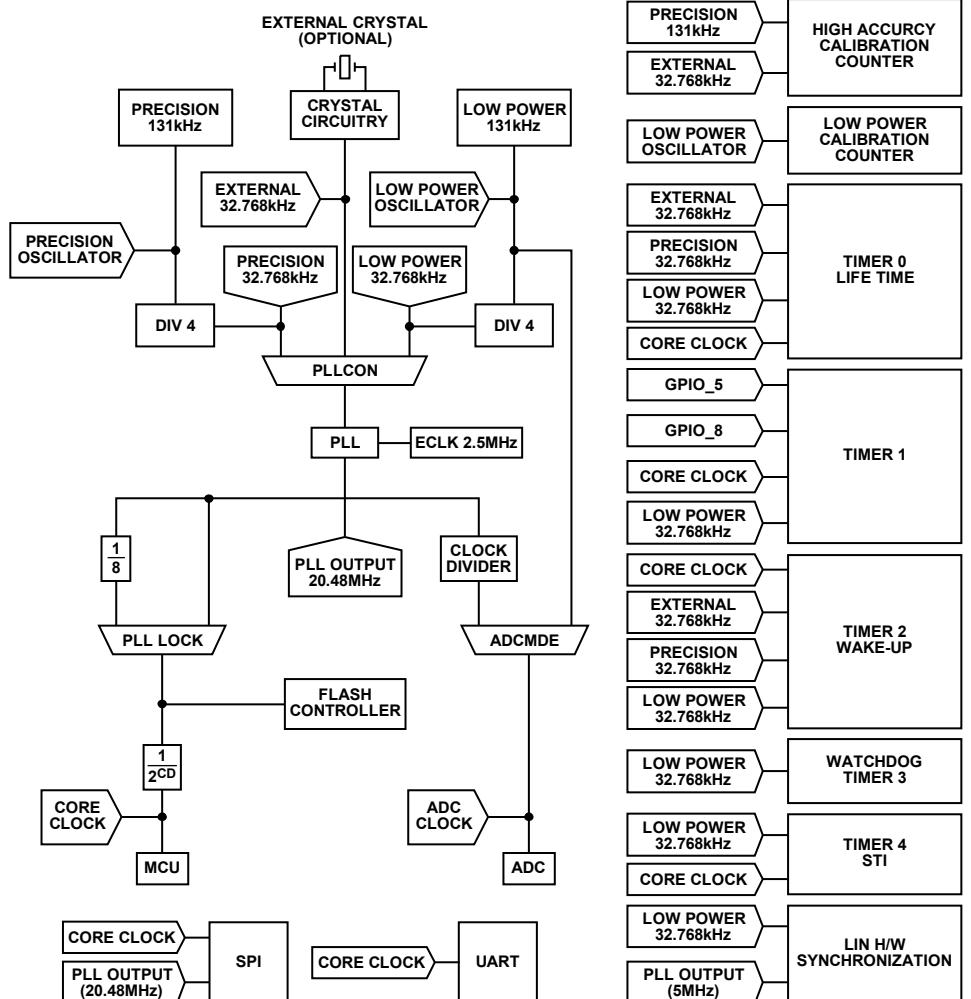 EXTERNAL CRYSTAL
(OPTIONAL)
PRECISION
131kHz
CRYSTAL
CIRCUITRY
LOW POWER
131kHz
EXTERNAL
32.768kHz
LOW POWER
OSCILLATOR
PRECISION
OSCILLATOR
PRECISION
32.768kHz
LOW POWER
32.768kHz
DIV 4
DIV 4
PLLCON
PLL
ECLK 2.5MHz
1
8
PLL OUTPUT
20.48MHz
CLOCK
DIVIDER
PLL LOCK
ADCMDE
FLASH
CONTROLLER
1
2CD
CORE
CLOCK
ADC
CLOCK
MCU
ADC
CORE CLOCK
PLL OUTPUT
(20.48MHz)
SPI
CORE CLOCK
UART
PRECISION
131kHz
EXTERNAL
32.768kHz
HIGH ACCURCY
CALIBRATION
COUNTER
LOW POWER
OSCILLATOR
LOW POWER
CALIBRATION
COUNTER
EXTERNAL
32.768kHz
PRECISION
32.768kHz
LOW POWER
32.768kHz
CORE CLOCK
TIMER 0
LIFE TIME
GPIO_5
GPIO_8
CORE CLOCK
LOW POWER
32.768kHz
TIMER 1
CORE CLOCK
EXTERNAL
32.768kHz
PRECISION
32.768kHz
LOW POWER
32.768kHz
TIMER 2
WAKE-UP
LOW POWER
32.768kHz
WATCHDOG
TIMER 3
LOW POWER
32.768kHz
CORE CLOCK
TIMER 4
STI
LOW POWER
32.768kHz
PLL OUTPUT
(5MHz)
LIN H/W
SYNCHRONIZATION